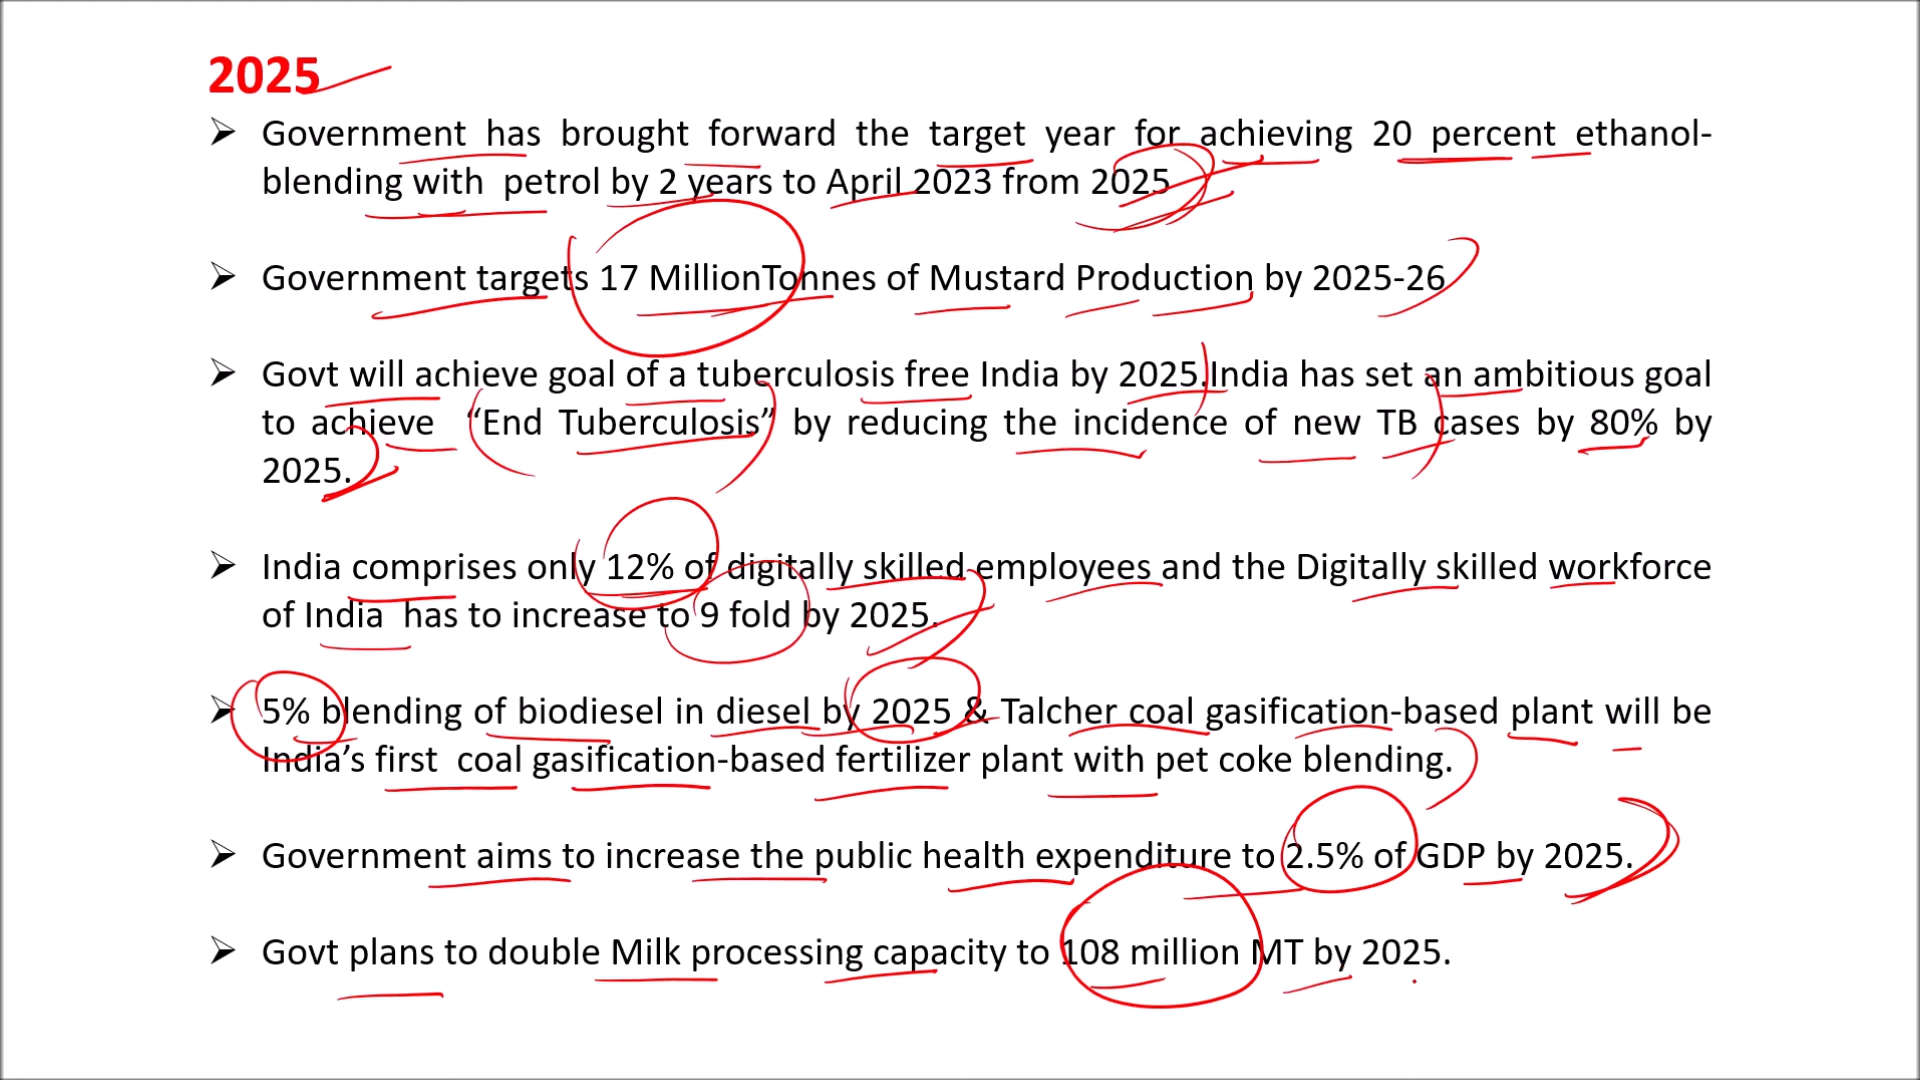 2025
➢ Government has brought forward the target year for achieving 20 percent ethanol-
blending with petrol by 2 years to April 2023 from 2025
➢ Government targets 17 MillionTonnes of Mustard Production by 2025-26
➢ Govt will achieve goal of a tuberculosis free India by 2025.India has set an ambitious goal
to achieve “End Tuberculosis” by reducing the incidence of new TB cases by 80% by
2025.
➢ India comprises only 12% of digitally skilled employees and the Digitally skilled workforce
of India has to increase to 9 fold by 2025.
➢ 5% blending of biodiesel in diesel by 2025 & Talcher coal gasification-based plant will be
India’s first coal gasification-based fertilizer plant with pet coke blending.
➢ Government aims to increase the public health expenditure to 2.5% of GDP by 2025.
➢ Govt plans to double Milk processing capacity to 108 million MT by 2025.